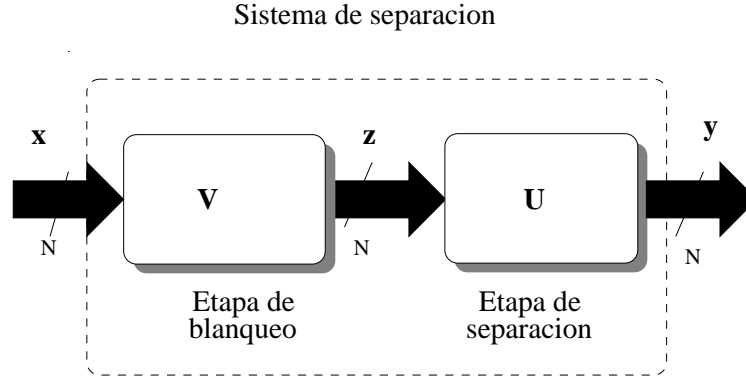 Sistema de separacion
x
z
y
V
U
N
N
N
Etapa de
blanqueo
Etapa de
separacion